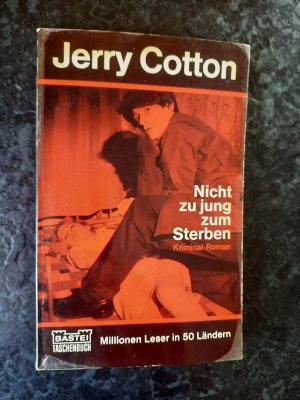 Jerry Cotton
Nicht
zu jung
zum
Sterben
Kriminal-Roman
BASTEI
TASCHENBUCH
Millionen Leser in 50 Ländern